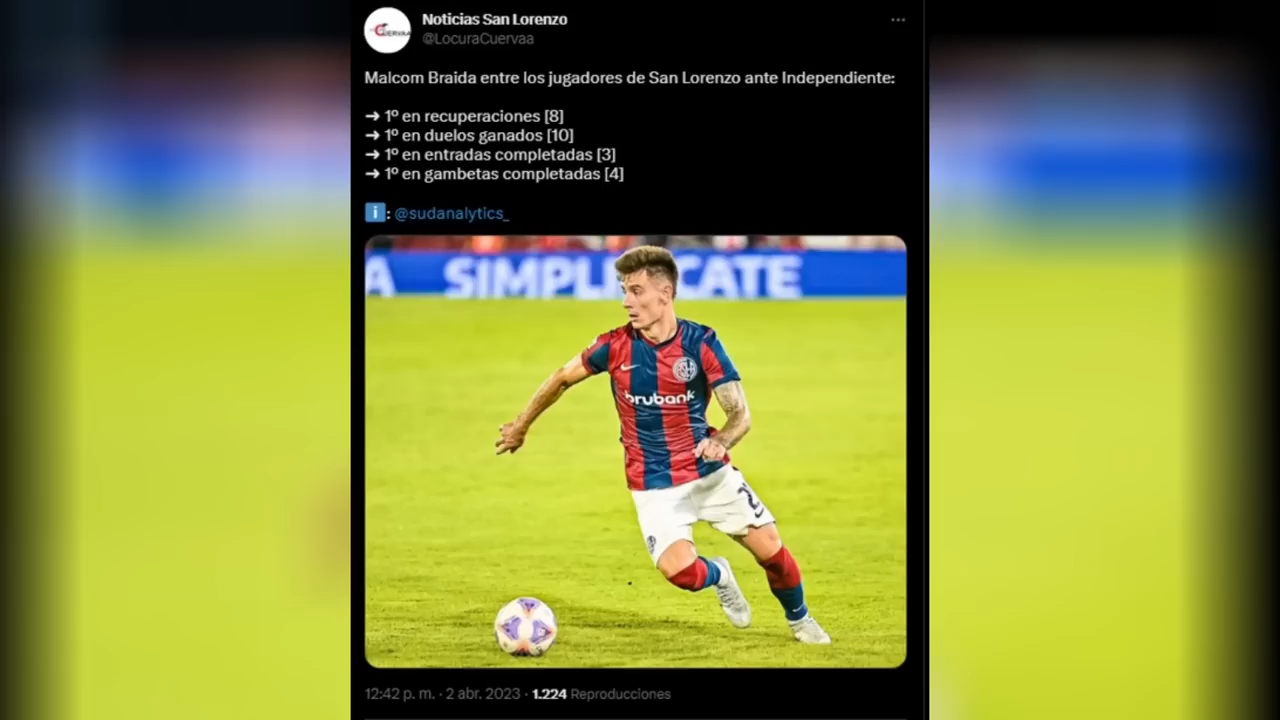 Noticias San Lorenzo
@LocuraCuervaa
Malcom Braida entre los jugadores de San Lorenzo ante Independiente:
➜ 1º en recuperaciones [8]
➜ 1º en duelos ganados [10]
➜ 1º en entradas completadas [3]
➜ 1º en gambetas completadas [4]
ℹ️: @sudanalytics_
brubank
12:42 p. m. · 2 abr. 2023 · 1.224 Reproducciones